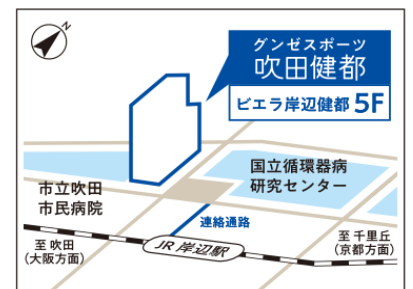 N
グンゼスポーツ
吹田健都
ビエラ岸辺健都 5F
国立循環器病
研究センター
市立吹田
市民病院
連絡通路
JR 岸辺駅
至 吹田
(大阪方面)
至 千里丘
(京都方面)